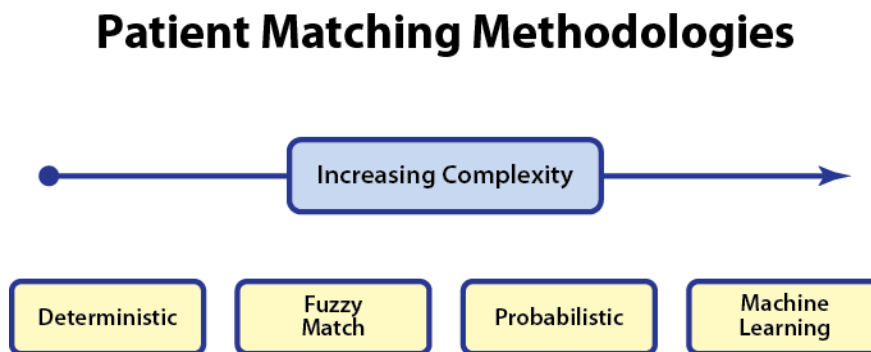 Patient Matching Methodologies
Increasing Complexity
Deterministic
Fuzzy
Match
Probabilistic
Machine
Learning